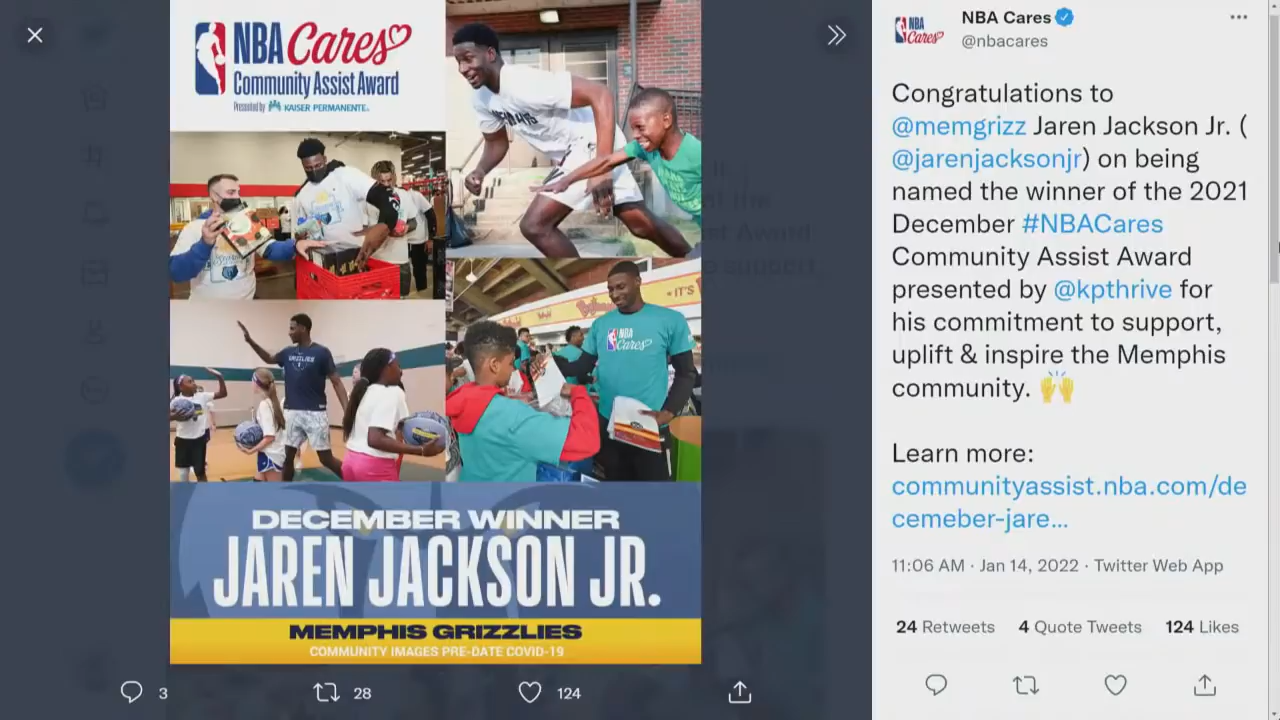 NBA Cares
Community Assist Award
Presented by KAISER PERMANENTE.
DECEMBER WINNER
JAREN JACKSON JR.
MEMPHIS GRIZZLIES
COMMUNITY IMAGES PRE-DATE COVID-19
GRIZZLIES
NBA
Cares
IT'S
3
28
124
NBA Cares
@nbacares
Congratulations to
@memgrizz Jaren Jackson Jr. (
@jarenjacksonjr) on being
named the winner of the 2021
December #NBACares
Community Assist Award
presented by @kpthrive for
his commitment to support,
uplift & inspire the Memphis
community. 🙌
Learn more:
communityassist.nba.com/de
cemeber-jare...
11:06 AM · Jan 14, 2022 · Twitter Web App
24 Retweets 4 Quote Tweets 124 Likes